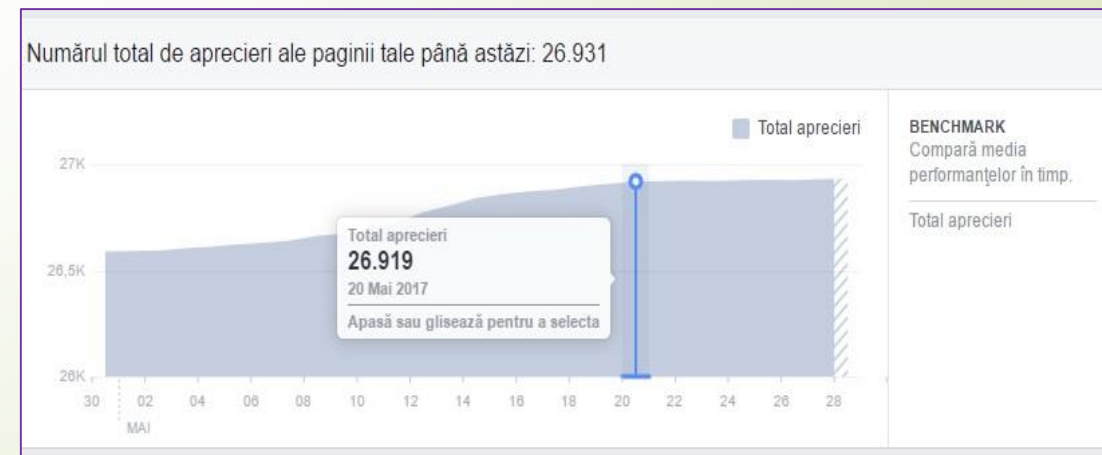 Numărul total de aprecieri ale paginii tale până astăzi: 26.931
Total aprecieri
BENCHMARK
Compară media
performanţelor în timp.
Total aprecieri
27K
26,5K
26K
Total aprecieri
26.919
20 Mai 2017
Apasă sau glisează pentru a selecta
30 02 04 06 08 10 12 14 16 18 20 22 24 26 28
MAI